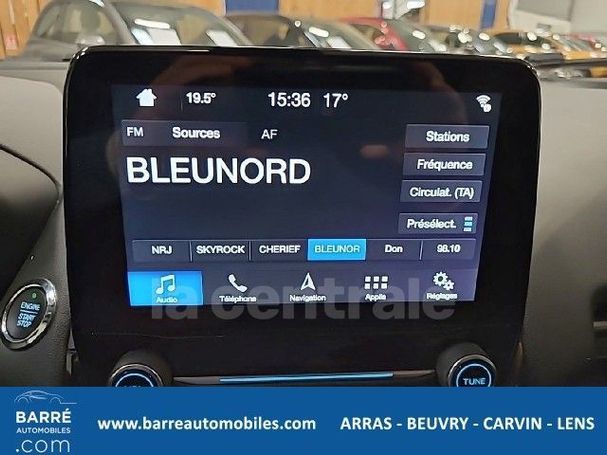 19.5° 15:36 17°
FM Sources AF
Stations
BLEUNORD
Fréquence
Circulat. (TA)
Présélect.
NRJ SKYROCK CHERIEF BLEUNOR Don 98.10
Audio Téléphone Navigation Applis Réglages
la centrale
ENGINE
START
STOP
TUNE
BARRÉ
AUTOMOBILES
.com
www.barreautomobiles.com
ARRAS - BEUVRY - CARVIN - LENS